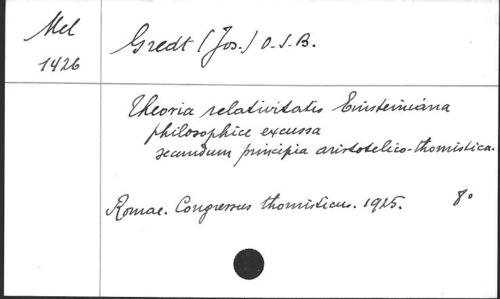 Mel
1426
Gredt (Jos.) O.S.B.
Theoria relativitatis Einsteiniana
philosophice excussa
secundum principia aristotelico-thomistica.
Romae. Congressus thomisticus. 1925. 8°